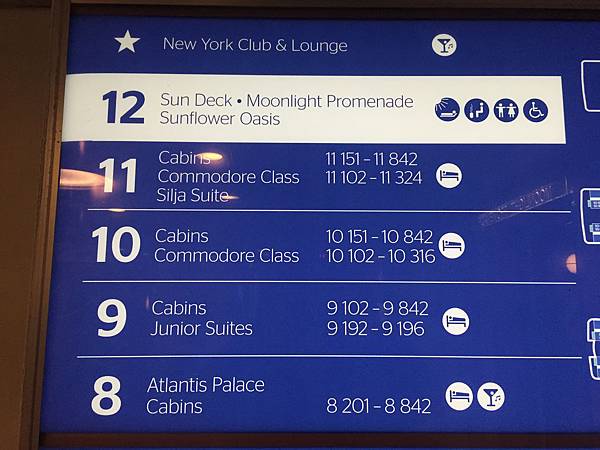 New York Club & Lounge
12 Sun Deck • Moonlight Promenade
Sunflower Oasis
11 Cabins 11 151 – 11 842
Commodore Class 11 102 – 11 324
Silja Suite
10 Cabins 10 151 – 10 842
Commodore Class 10 102 – 10 316
9 Cabins 9 102 – 9 842
Junior Suites 9 192 – 9 196
8 Atlantis Palace
Cabins 8 201 – 8 842